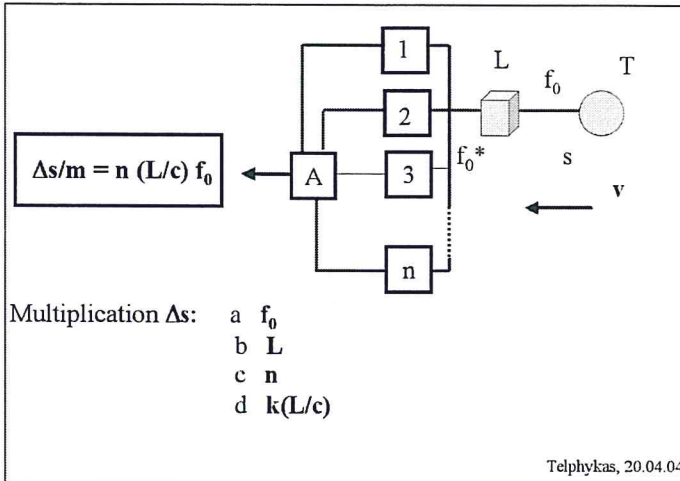 1
L
f₀
T
2
Δs/m = n (L/c) f₀
A
3
f₀*
s
v
n
Multiplication Δs: a f₀
b L
c n
d k(L/c)
Telphykas, 20.04.04